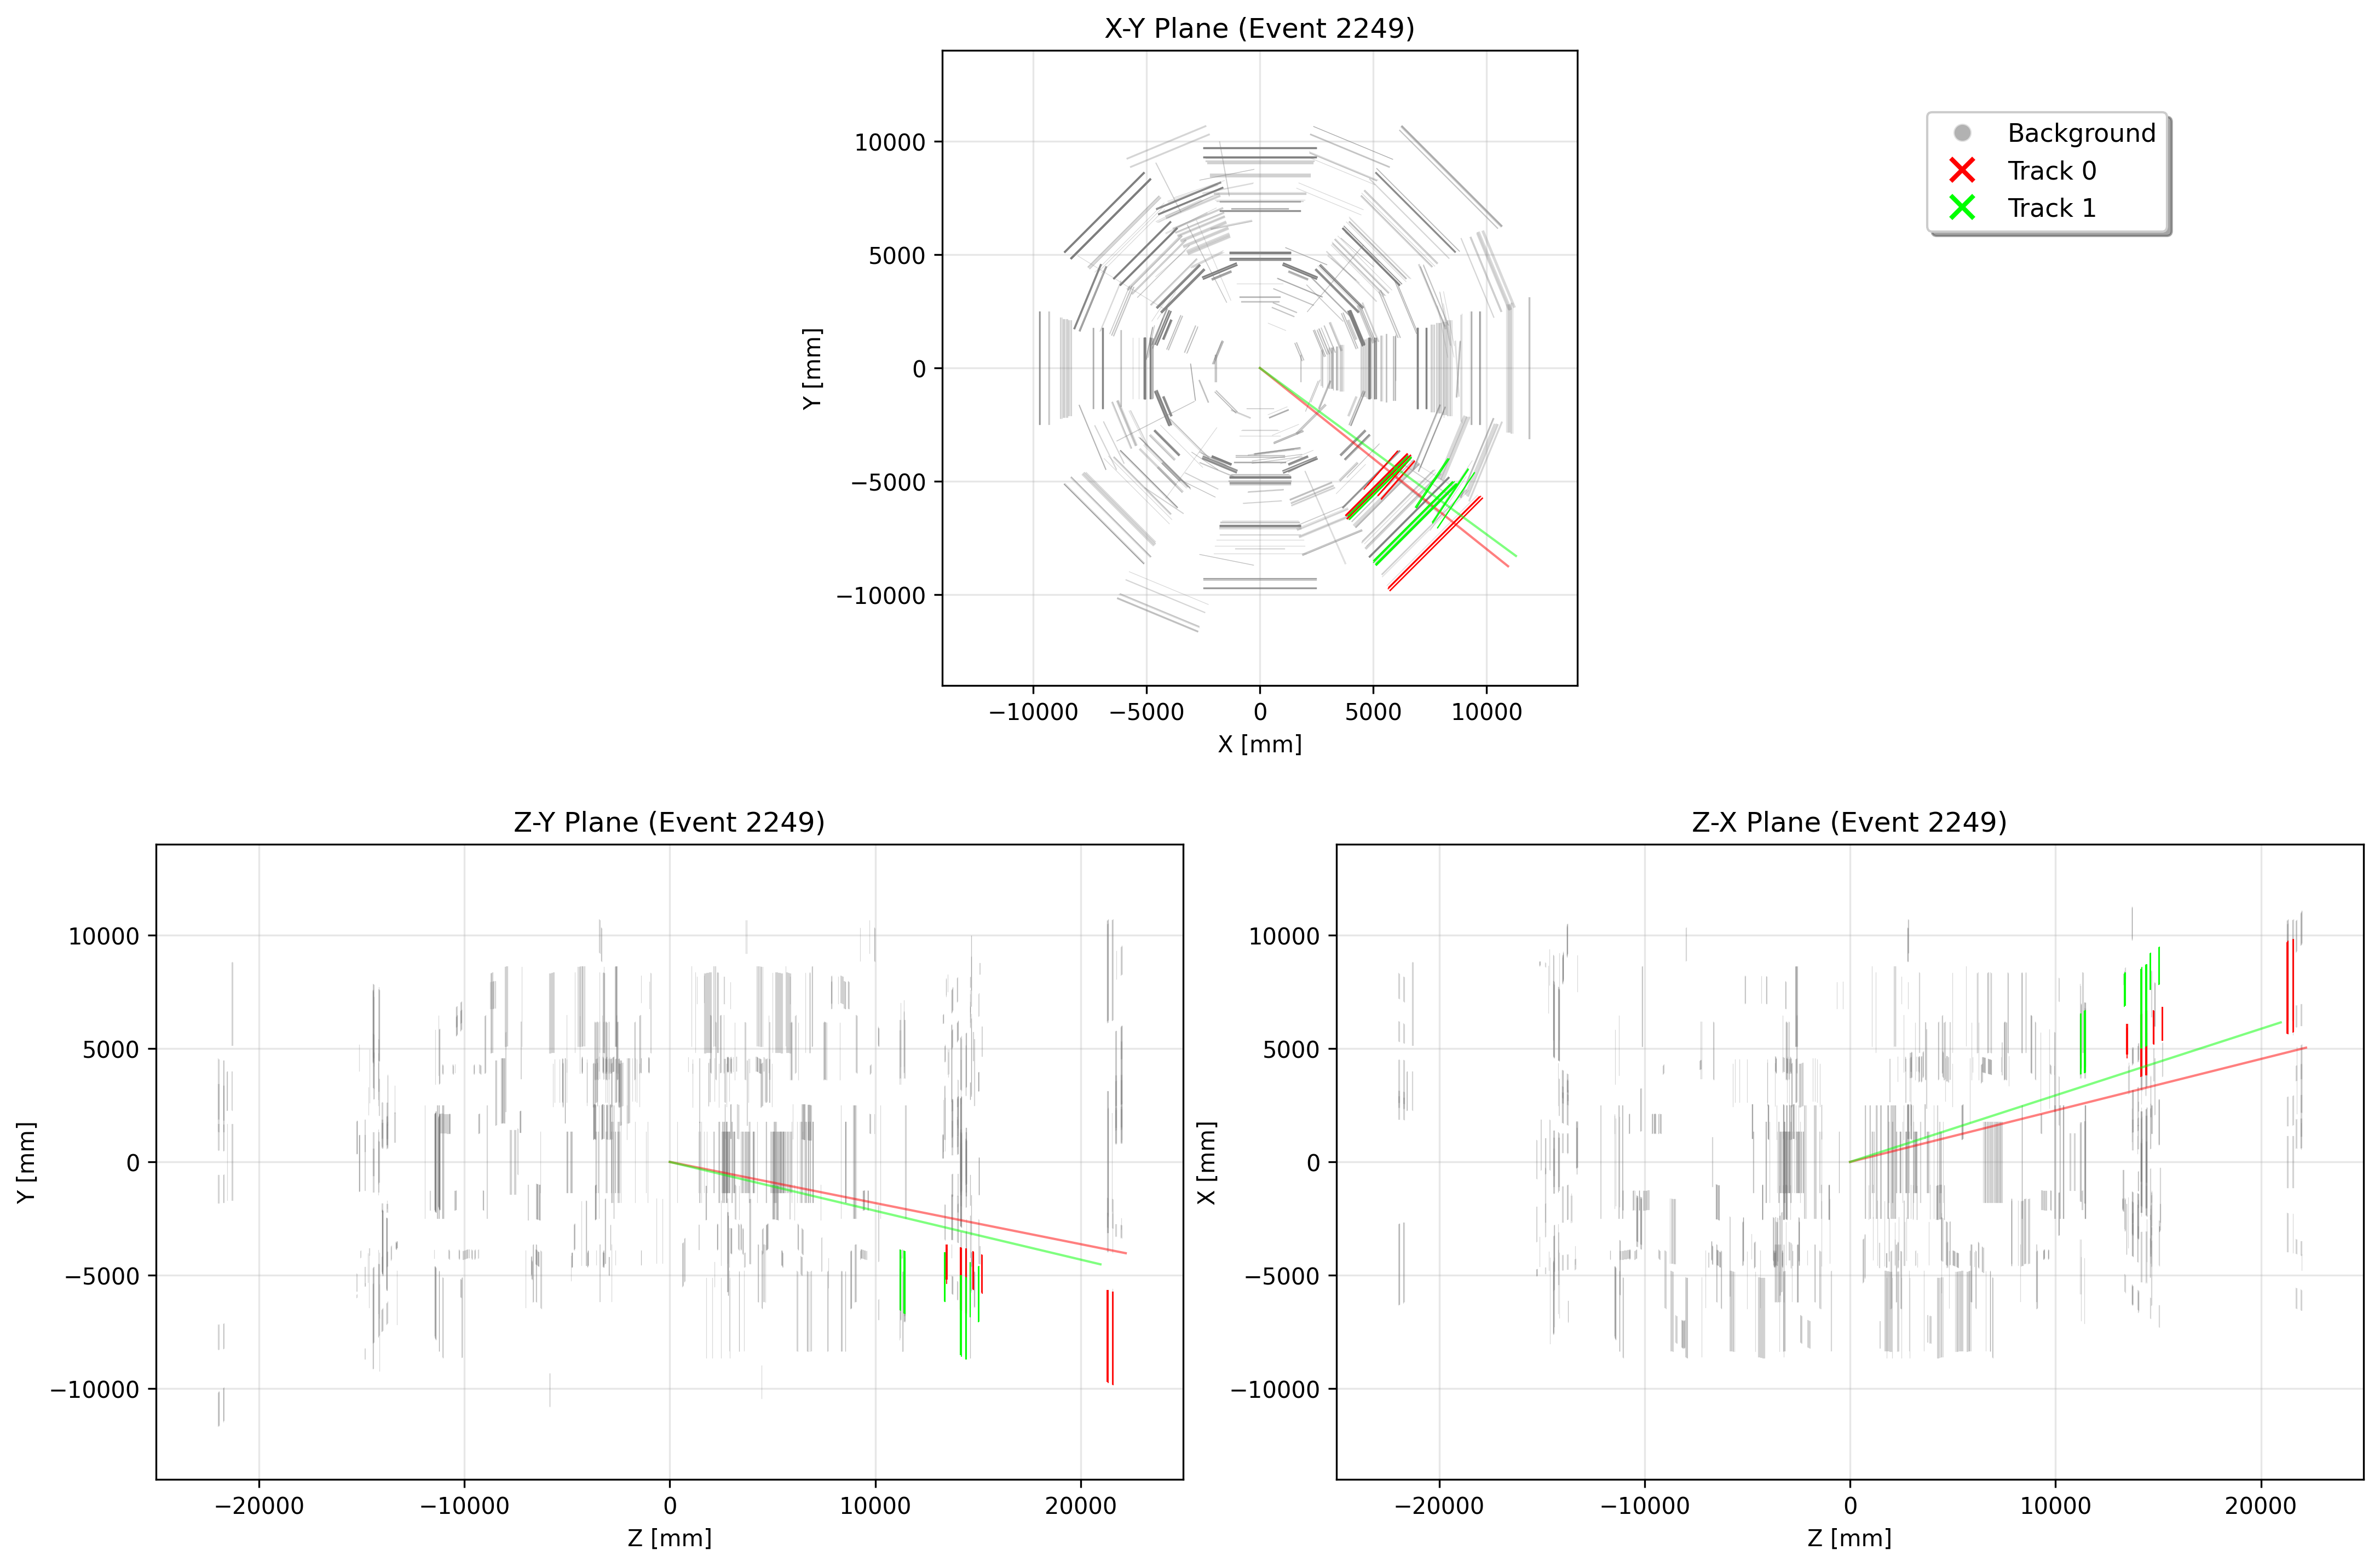 X-Y Plane (Event 2249)
10000
5000
0
−5000
−10000
Y [mm]
−10000 −5000 0 5000 10000
X [mm]
Background
Track 0
Track 1
Z-Y Plane (Event 2249)
10000
5000
0
−5000
−10000
Y [mm]
−20000 −10000 0 10000 20000
Z [mm]
Z-X Plane (Event 2249)
10000
5000
0
−5000
−10000
X [mm]
−20000 −10000 0 10000 20000
Z [mm]